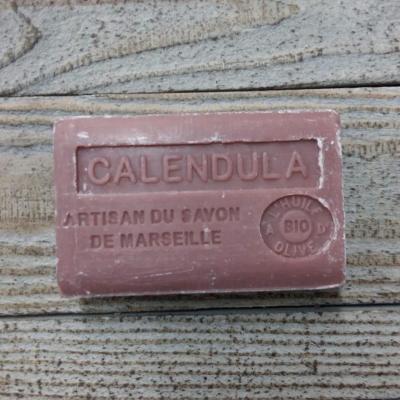 CALENDULA
ARTISAN DU SAVON
DE MARSEILLE
À L'HUILE D'
BIO
OLIVE